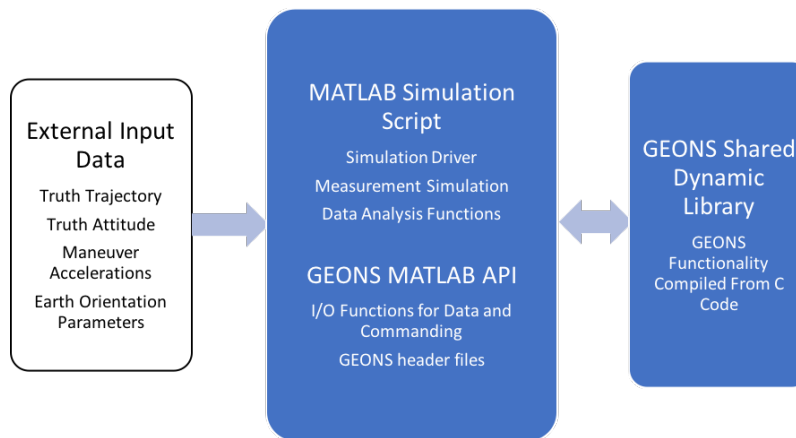 External Input
Data
Truth Trajectory
Truth Attitude
Maneuver
Accelerations
Earth Orientation
Parameters
MATLAB Simulation
Script
Simulation Driver
Measurement Simulation
Data Analysis Functions
GEONS MATLAB API
I/O Functions for Data and
Commanding
GEONS header files
GEONS Shared
Dynamic
Library
GEONS
Functionality
Compiled From C
Code